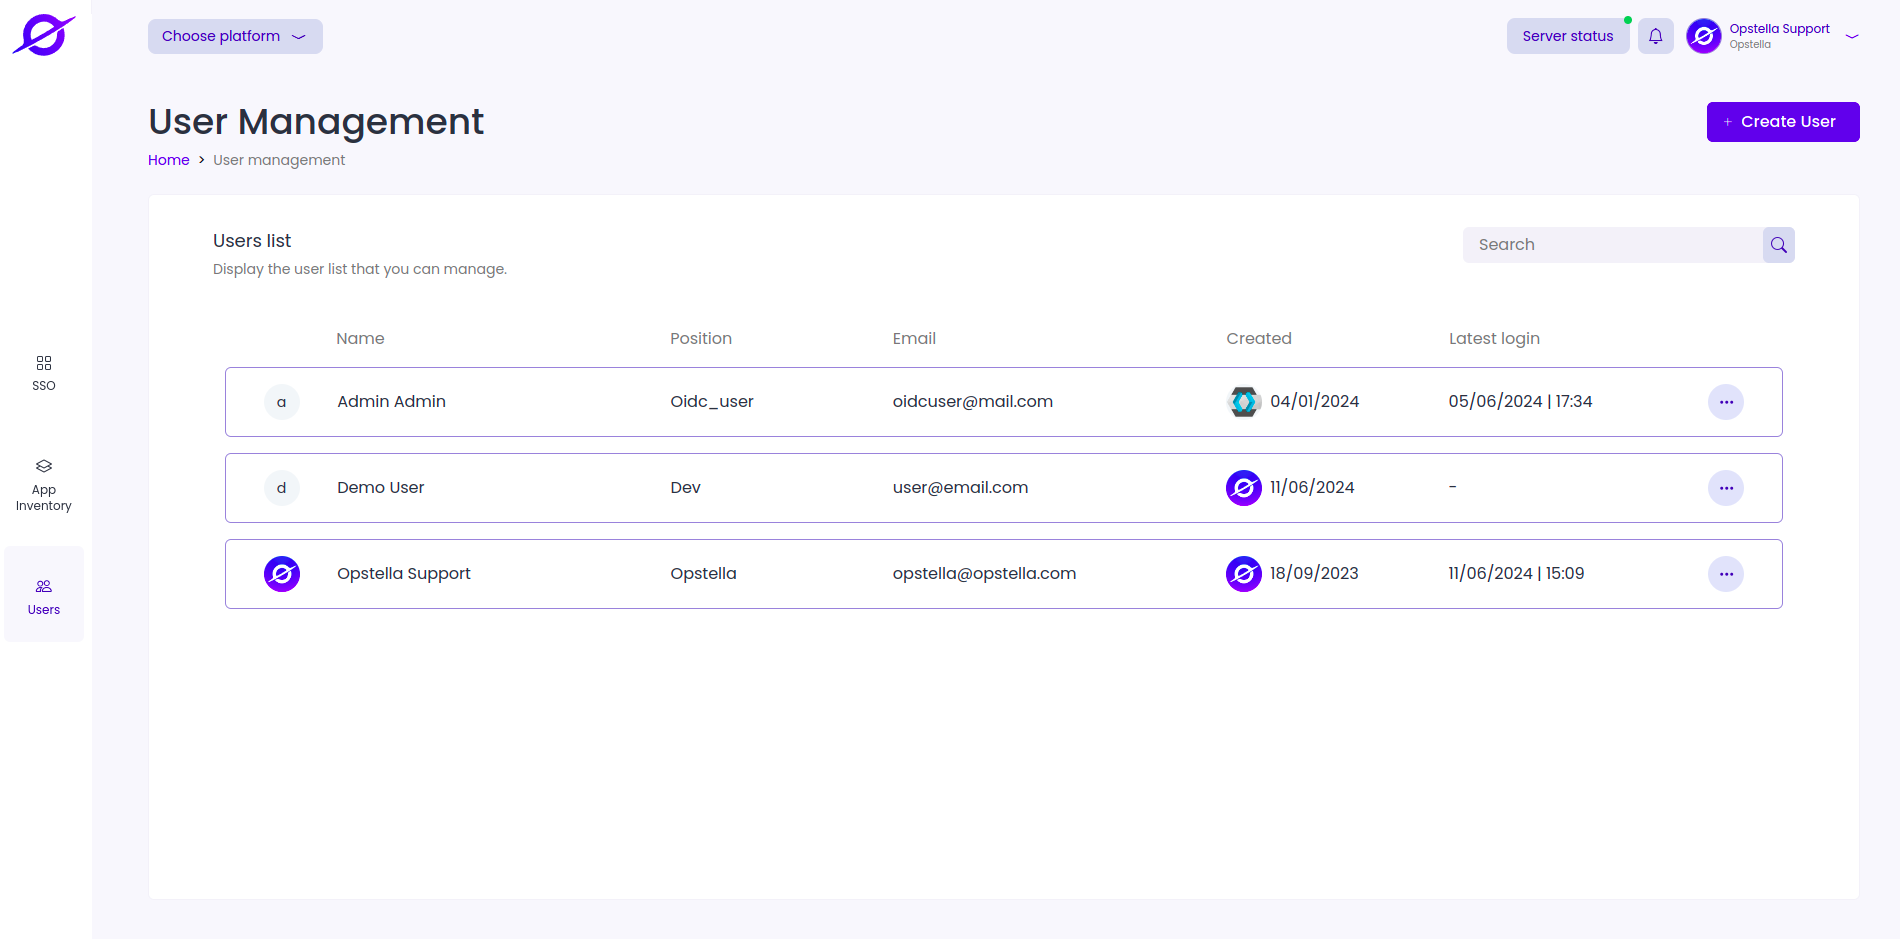 Choose platform
Server status
Opstella Support
Opstella
User Management
+ Create User
Home > User management
Users list
Search
Display the user list that you can manage.
Name Position Email Created Latest login
a Admin Admin Oidc_user oidcuser@mail.com 04/01/2024 05/06/2024 | 17:34
d Demo User Dev user@email.com 11/06/2024 -
Opstella Support Opstella opstella@opstella.com 18/09/2023 11/06/2024 | 15:09
SSO
App
Inventory
Users